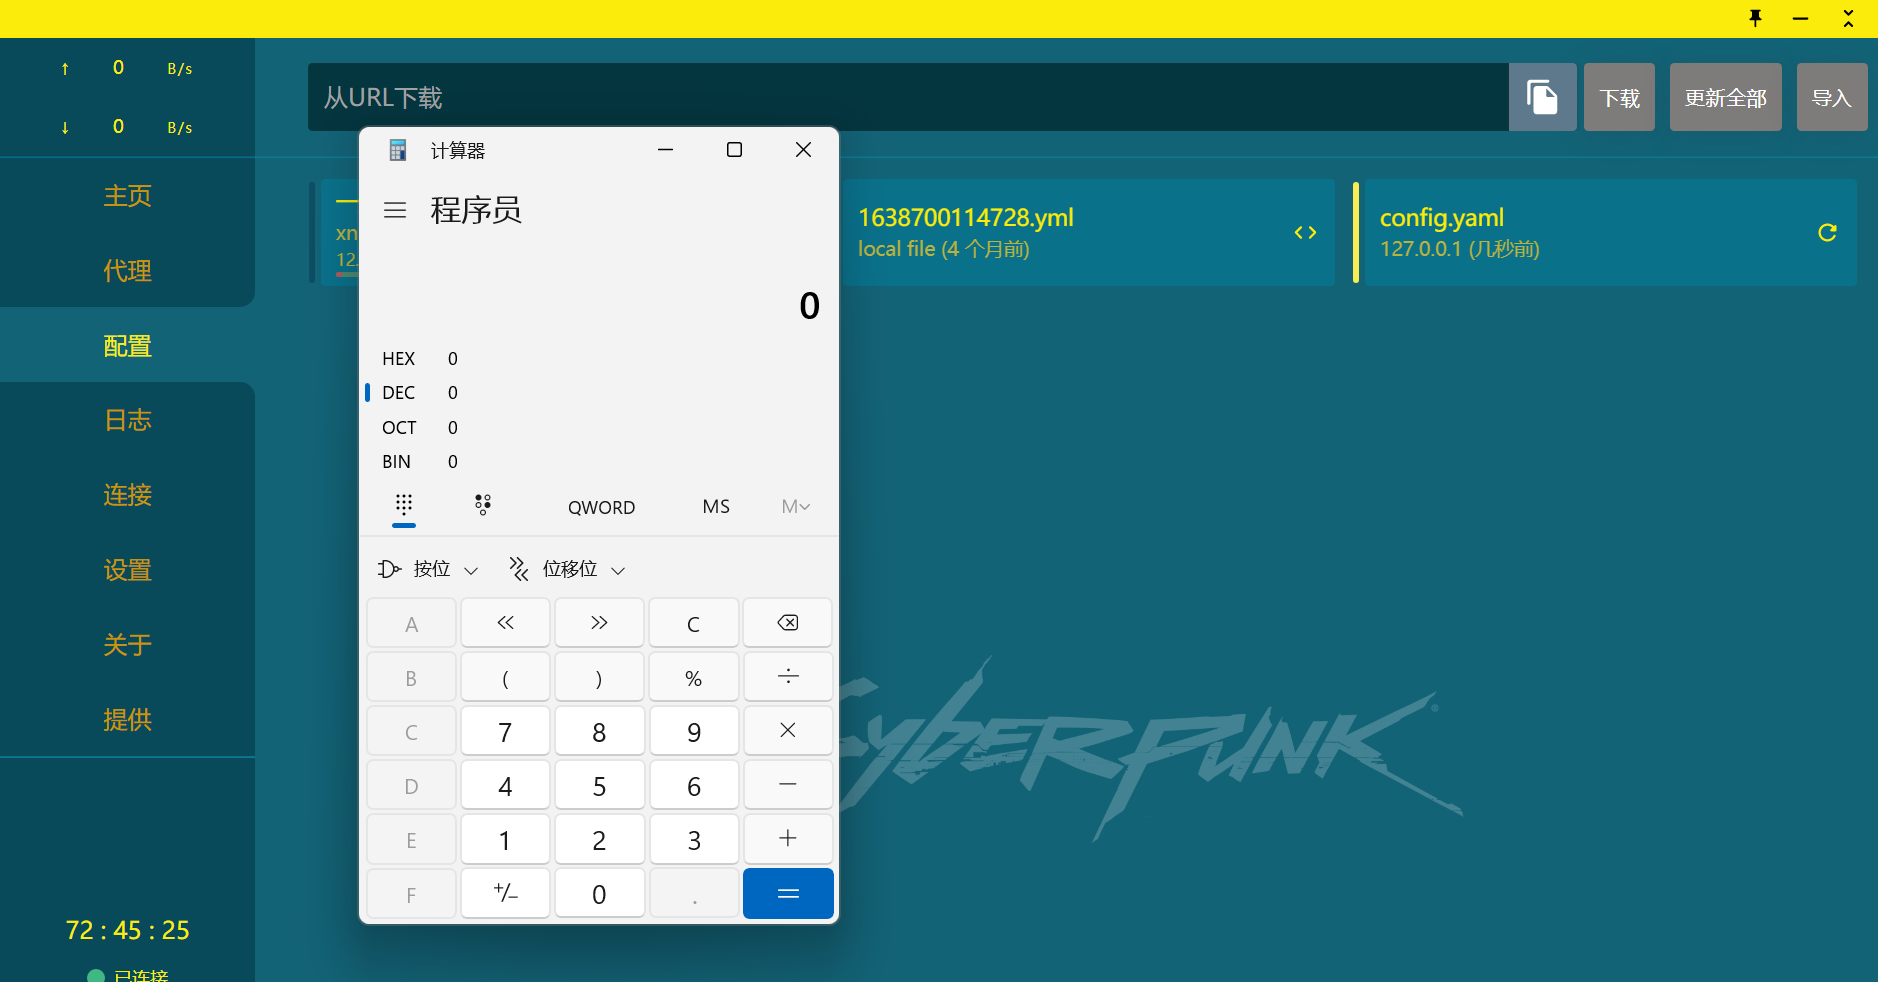 ↑ 0 B/s
↓ 0 B/s
主页
代理
配置
日志
连接
设置
关于
提供
72 : 45 : 25
已连接
从URL下载
下载
更新全部
导入
一
xn
12.
1638700114728.yml
local file (4 个月前)
config.yaml
127.0.0.1 (几秒前)
计算器
程序员
0
HEX 0
DEC 0
OCT 0
BIN 0
QWORD MS M
按位 位移位
A « » C
B ( ) % ÷
C 7 8 9 ×
D 4 5 6 −
E 1 2 3 +
F +/− 0 . =
CYBERPUNK